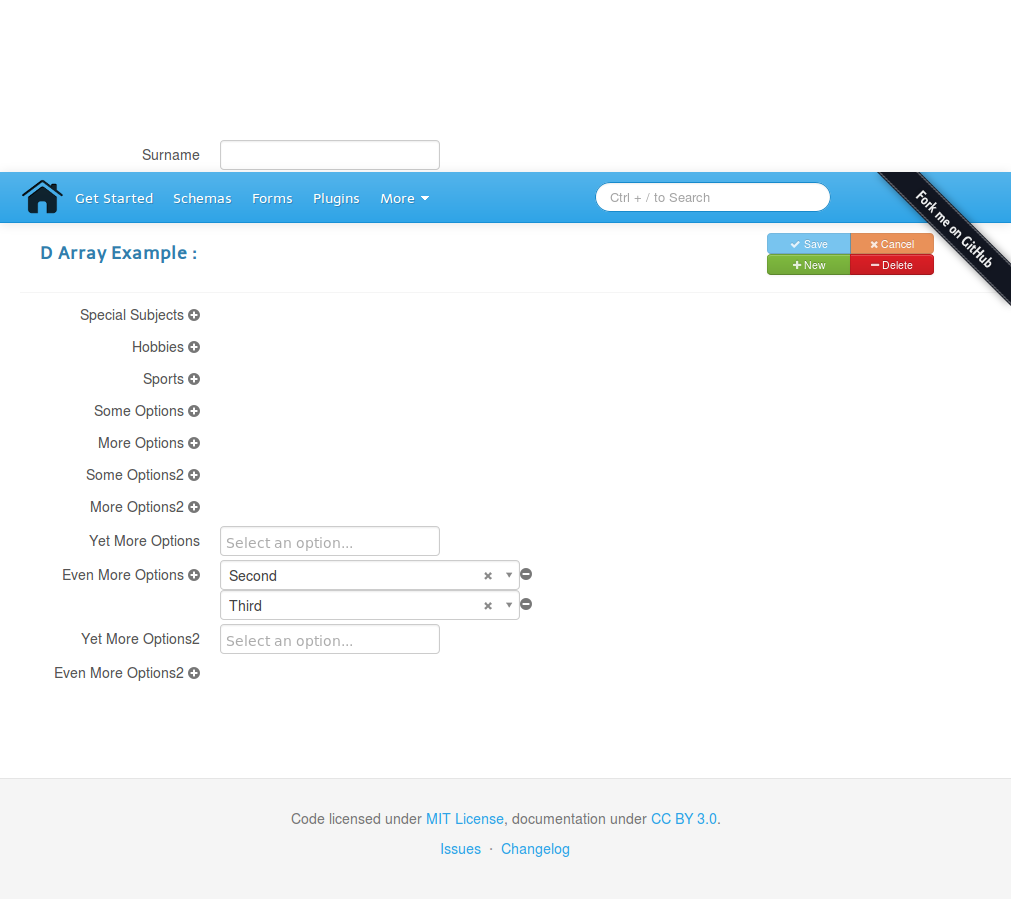 Surname
Get Started Schemas Forms Plugins More Ctrl + / to Search
Fork me on GitHub
D Array Example :
Save Cancel
New Delete
Special Subjects
Hobbies
Sports
Some Options
More Options
Some Options2
More Options2
Yet More Options Select an option...
Even More Options Second
Third
Yet More Options2 Select an option...
Even More Options2
Code licensed under MIT License, documentation under CC BY 3.0.
Issues · Changelog